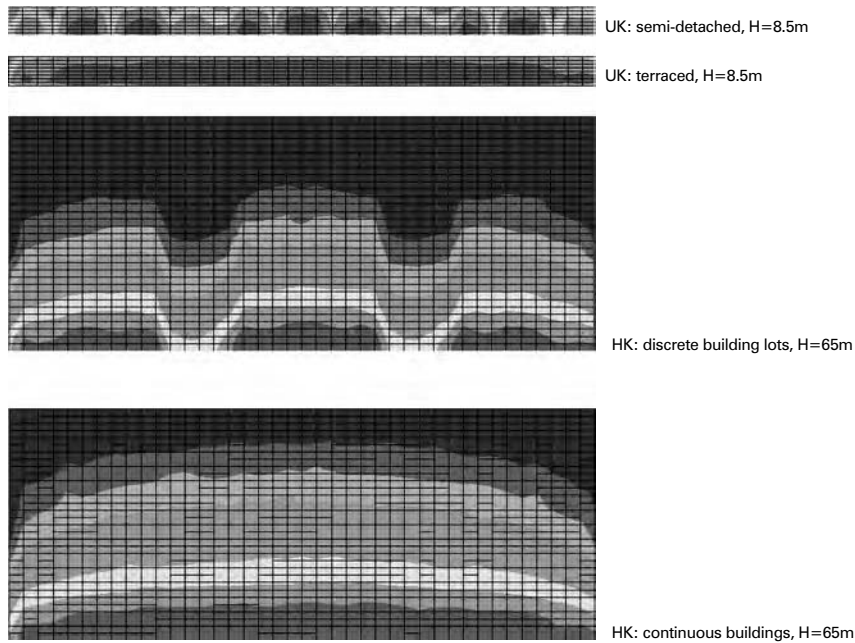 UK: semi-detached, H=8.5m
UK: terraced, H=8.5m
HK: discrete building lots, H=65m
HK: continuous buildings, H=65m